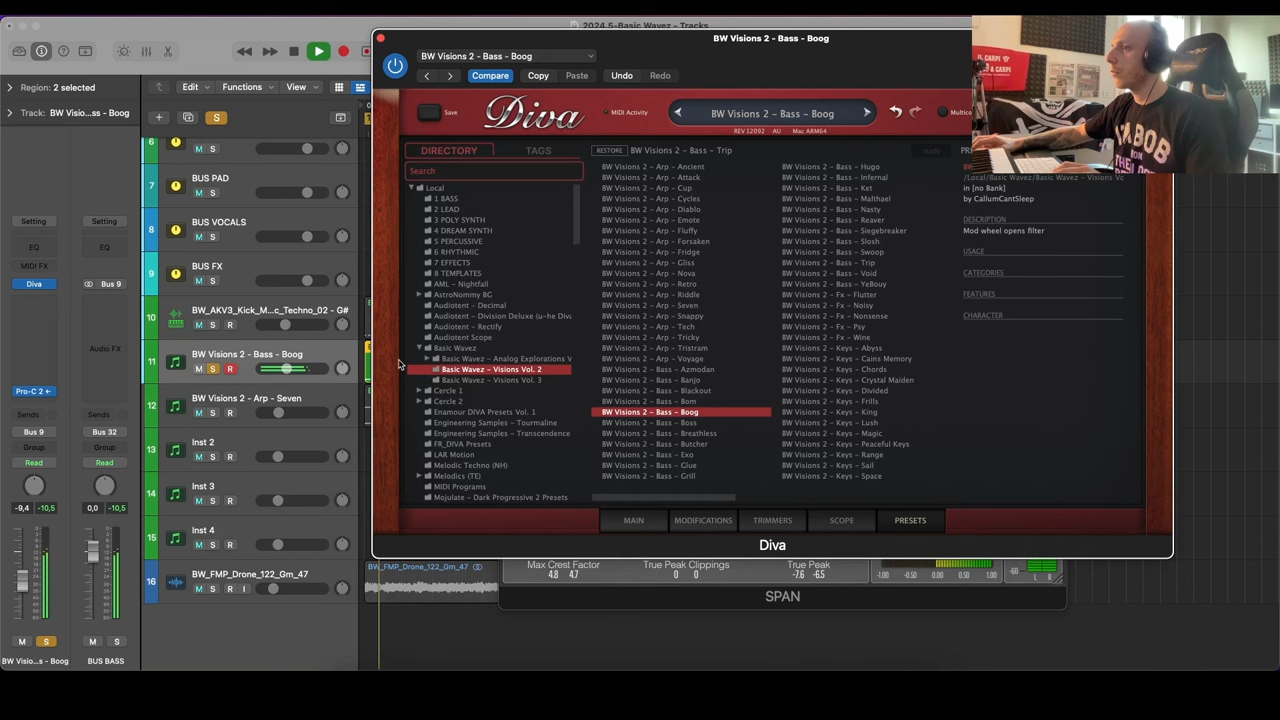 2024 5-Basic Wavez - Tracks
BW Visions 2 - Bass - Boog
BW Visions 2 - Bass - Boog
Compare
Copy
Paste
Undo
Redo
Region: 2 selected
Edit
Functions
View
Track: BW Visio...ss - Boog
S
Save
Diva
MIDI Activity
BW Visions 2 - Bass - Boog
REV 12092 AU Mac ARM64
DIRECTORY
TAGS
RESTORE
BW Visions 2 - Bass - Trip
ready
Search
Local
1 BASS
2 LEAD
3 POLY SYNTH
4 DREAM SYNTH
5 PERCUSSIVE
6 RHYTHMIC
7 EFFECTS
8 TEMPLATES
AML - Nightfall
AstroNommy BG
Audiotent - Decimal
Audiotent - Division Deluxe (u-he Diva
Audiotent - Rectify
Audiotent Scope
Basic Wavez
Basic Wavez - Analog Explorations V
Basic Wavez - Visions Vol. 2
Basic Wavez - Visions Vol. 3
Cercle 1
Cercle 2
Enamour DIVA Presets Vol. 1
Engineering Samples - Tourmaline
Engineering Samples - Transcendence
FR_DIVA Presets
LAR Motion
Melodic Techno (NH)
Melodics (TE)
MIDI Programs
Mojulate - Dark Progressive 2 Presets
BW Visions 2 - Arp - Ancient
BW Visions 2 - Arp - Attack
BW Visions 2 - Arp - Cup
BW Visions 2 - Arp - Cycles
BW Visions 2 - Arp - Diablo
BW Visions 2 - Arp - Emote
BW Visions 2 - Arp - Fluffy
BW Visions 2 - Arp - Forsaken
BW Visions 2 - Arp - Fridge
BW Visions 2 - Arp - Gliss
BW Visions 2 - Arp - Nova
BW Visions 2 - Arp - Retro
BW Visions 2 - Arp - Riddle
BW Visions 2 - Arp - Seven
BW Visions 2 - Arp - Snappy
BW Visions 2 - Arp - Tech
BW Visions 2 - Arp - Tricky
BW Visions 2 - Arp - Tristram
BW Visions 2 - Arp - Voyage
BW Visions 2 - Bass - Azmodan
BW Visions 2 - Bass - Banjo
BW Visions 2 - Bass - Blackout
BW Visions 2 - Bass - Bom
BW Visions 2 - Bass - Boog
BW Visions 2 - Bass - Boss
BW Visions 2 - Bass - Breathless
BW Visions 2 - Bass - Butcher
BW Visions 2 - Bass - Exo
BW Visions 2 - Bass - Glue
BW Visions 2 - Bass - Grill
BW Visions 2 - Bass - Hugo
BW Visions 2 - Bass - Infernal
BW Visions 2 - Bass - Ket
BW Visions 2 - Bass - Malthael
BW Visions 2 - Bass - Nasty
BW Visions 2 - Bass - Reaver
BW Visions 2 - Bass - Siegebreaker
BW Visions 2 - Bass - Slosh
BW Visions 2 - Bass - Swoop
BW Visions 2 - Bass - Trip
BW Visions 2 - Bass - Void
BW Visions 2 - Bass - YeBouy
BW Visions 2 - Fx - Flutter
BW Visions 2 - Fx - Noisy
BW Visions 2 - Fx - Nonsense
BW Visions 2 - Fx - Psy
BW Visions 2 - Fx - Wine
BW Visions 2 - Keys - Abyss
BW Visions 2 - Keys - Cains Memory
BW Visions 2 - Keys - Chords
BW Visions 2 - Keys - Crystal Maiden
BW Visions 2 - Keys - Divided
BW Visions 2 - Keys - Frills
BW Visions 2 - Keys - King
BW Visions 2 - Keys - Lush
BW Visions 2 - Keys - Magic
BW Visions 2 - Keys - Peaceful Keys
BW Visions 2 - Keys - Range
BW Visions 2 - Keys - Sail
BW Visions 2 - Keys - Space
/Local/Basic Wavez/Basic Wavez - Visions Vo
in [no Bank]
by CallumCantSleep
DESCRIPTION
Mod wheel opens filter
USAGE
CATEGORIES
FEATURES
CHARACTER
MAIN
MODIFICATIONS
TRIMMERS
SCOPE
PRESETS
Diva
Max Crest Factor
4.8 4.7
True Peak Clippings
0 0
True Peak
-7.6 -6.5
-1.00 -0.50 0.00 0.50 1.00
-60
L R
SPAN
6
M S
7
BUS PAD
M S
8
BUS VOCALS
M S
9
BUS FX
M S
10
BW_AKV3_Kick_M...c_Techno_02 - G#
M S R
11
BW Visions 2 - Bass - Boog
M S R
12
BW Visions 2 - Arp - Seven
M S R
13
Inst 2
M S R
14
Inst 3
M S R
15
Inst 4
M S R
16
BW_FMP_Drone_122_Gm_47
M S R I
BW_FMP_Drone_122_Gm_47
Setting
Setting
EQ
EQ
MIDI FX
Diva
Bus 9
Audio FX
Pro-C 2
Sends
Sends
Bus 9
Bus 32
Group
Group
Read
Read
-9,4 -10,5
0,0 -10,5
M S
M S
BW Visio...s - Boog
BUS BASS